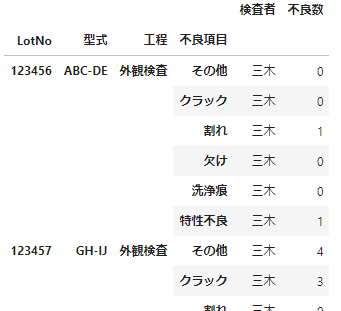 検査者 不良数
LotNo 型式 工程 不良項目
123456 ABC-DE 外観検査 その他 三木 0
クラック 三木 0
割れ 三木 1
欠け 三木 0
洗浄痕 三木 0
特性不良 三木 1
123457 GH-IJ 外観検査 その他 三木 4
クラック 三木 3
割れ 三木 0